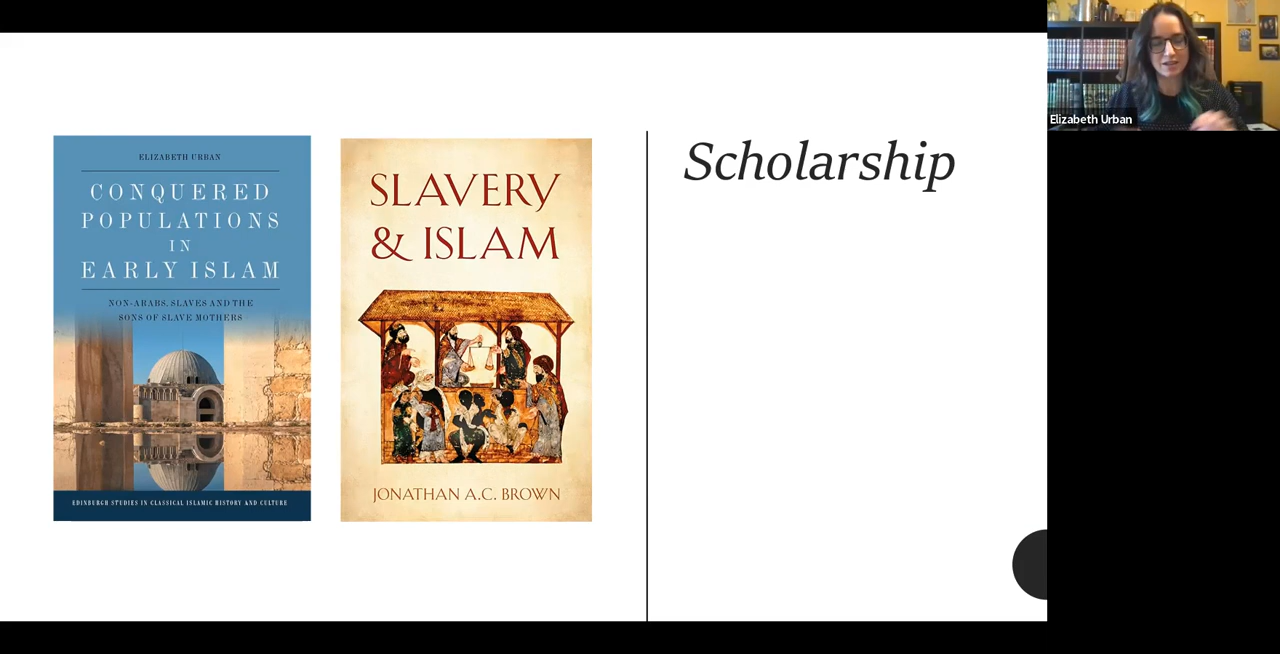 ELIZABETH URBAN
CONQUERED
POPULATIONS
IN
EARLY ISLAM
NON-ARABS, SLAVES AND THE
SONS OF SLAVE MOTHERS
EDINBURGH STUDIES IN CLASSICAL ISLAMIC HISTORY AND CULTURE
SLAVERY
& ISLAM
JONATHAN A.C. BROWN
Scholarship
Elizabeth Urban